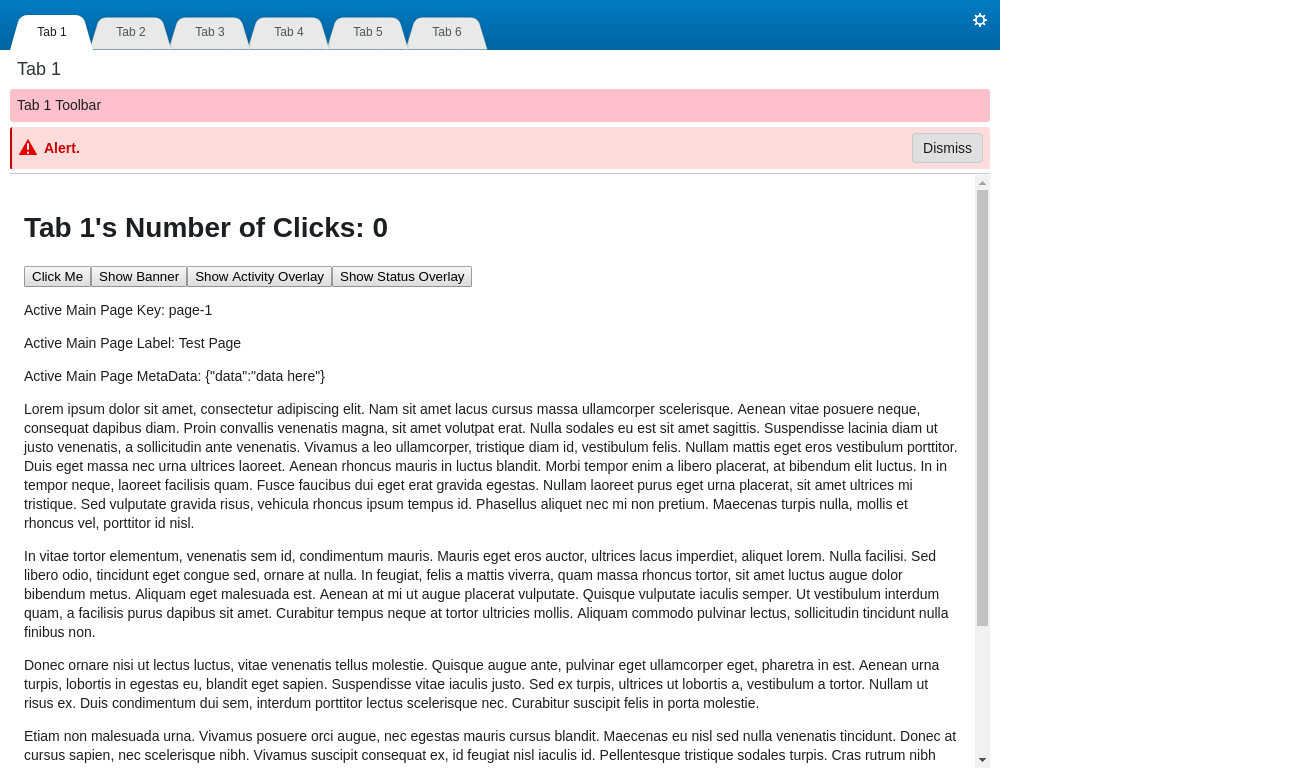 Tab 1 Tab 2 Tab 3 Tab 4 Tab 5 Tab 6
Tab 1
Tab 1 Toolbar
Alert. Dismiss
Tab 1's Number of Clicks: 0
Click Me Show Banner Show Activity Overlay Show Status Overlay
Active Main Page Key: page-1
Active Main Page Label: Test Page
Active Main Page MetaData: {"data":"data here"}
Lorem ipsum dolor sit amet, consectetur adipiscing elit. Nam sit amet lacus cursus massa ullamcorper scelerisque. Aenean vitae posuere neque,
consequat dapibus diam. Proin convallis venenatis magna, sit amet volutpat erat. Nulla sodales eu est sit amet sagittis. Suspendisse lacinia diam ut
justo venenatis, a sollicitudin ante venenatis. Vivamus a leo ullamcorper, tristique diam id, vestibulum felis. Nullam mattis eget eros vestibulum porttitor.
Duis eget massa nec urna ultrices laoreet. Aenean rhoncus mauris in luctus blandit. Morbi tempor enim a libero placerat, at bibendum elit luctus. In in
tempor neque, laoreet facilisis quam. Fusce faucibus dui eget erat gravida egestas. Nullam laoreet purus eget urna placerat, sit amet ultrices mi
tristique. Sed vulputate gravida risus, vehicula rhoncus ipsum tempus id. Phasellus aliquet nec mi non pretium. Maecenas turpis nulla, mollis et
rhoncus vel, porttitor id nisl.
In vitae tortor elementum, venenatis sem id, condimentum mauris. Mauris eget eros auctor, ultrices lacus imperdiet, aliquet lorem. Nulla facilisi. Sed
libero odio, tincidunt eget congue sed, ornare at nulla. In feugiat, felis a mattis viverra, quam massa rhoncus tortor, sit amet luctus augue dolor
bibendum metus. Aliquam eget malesuada est. Aenean at mi ut augue placerat vulputate. Quisque vulputate iaculis semper. Ut vestibulum interdum
quam, a facilisis purus dapibus sit amet. Curabitur tempus neque at tortor ultricies mollis. Aliquam commodo pulvinar lectus, sollicitudin tincidunt nulla
finibus non.
Donec ornare nisi ut lectus luctus, vitae venenatis tellus molestie. Quisque augue ante, pulvinar eget ullamcorper eget, pharetra in est. Aenean urna
turpis, lobortis in egestas eu, blandit eget sapien. Suspendisse vitae iaculis justo. Sed ex turpis, ultrices ut lobortis a, vestibulum a tortor. Nullam ut
risus ex. Duis condimentum dui sem, interdum porttitor lectus scelerisque nec. Curabitur suscipit felis in porta molestie.
Etiam non malesuada urna. Vivamus posuere orci augue, nec egestas mauris cursus blandit. Maecenas eu nisl sed nulla venenatis tincidunt. Donec at
cursus sapien, nec scelerisque nibh. Vivamus suscipit consequat ex, id feugiat nisl iaculis id. Pellentesque tristique sodales turpis. Cras rutrum nibh